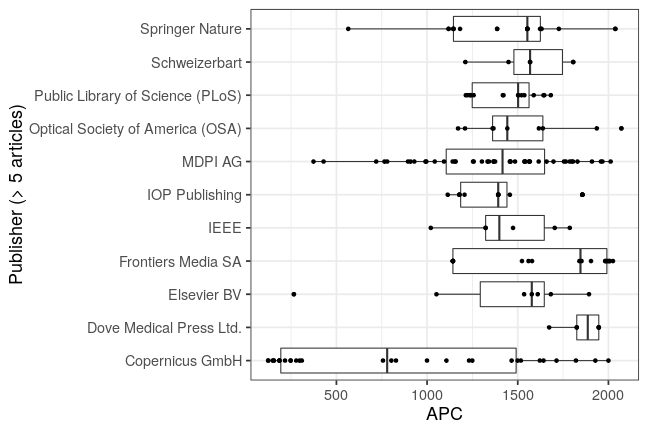 Publisher (> 5 articles)
Springer Nature
Schweizerbart
Public Library of Science (PLoS)
Optical Society of America (OSA)
MDPI AG
IOP Publishing
IEEE
Frontiers Media SA
Elsevier BV
Dove Medical Press Ltd.
Copernicus GmbH
500 1000 1500 2000
APC